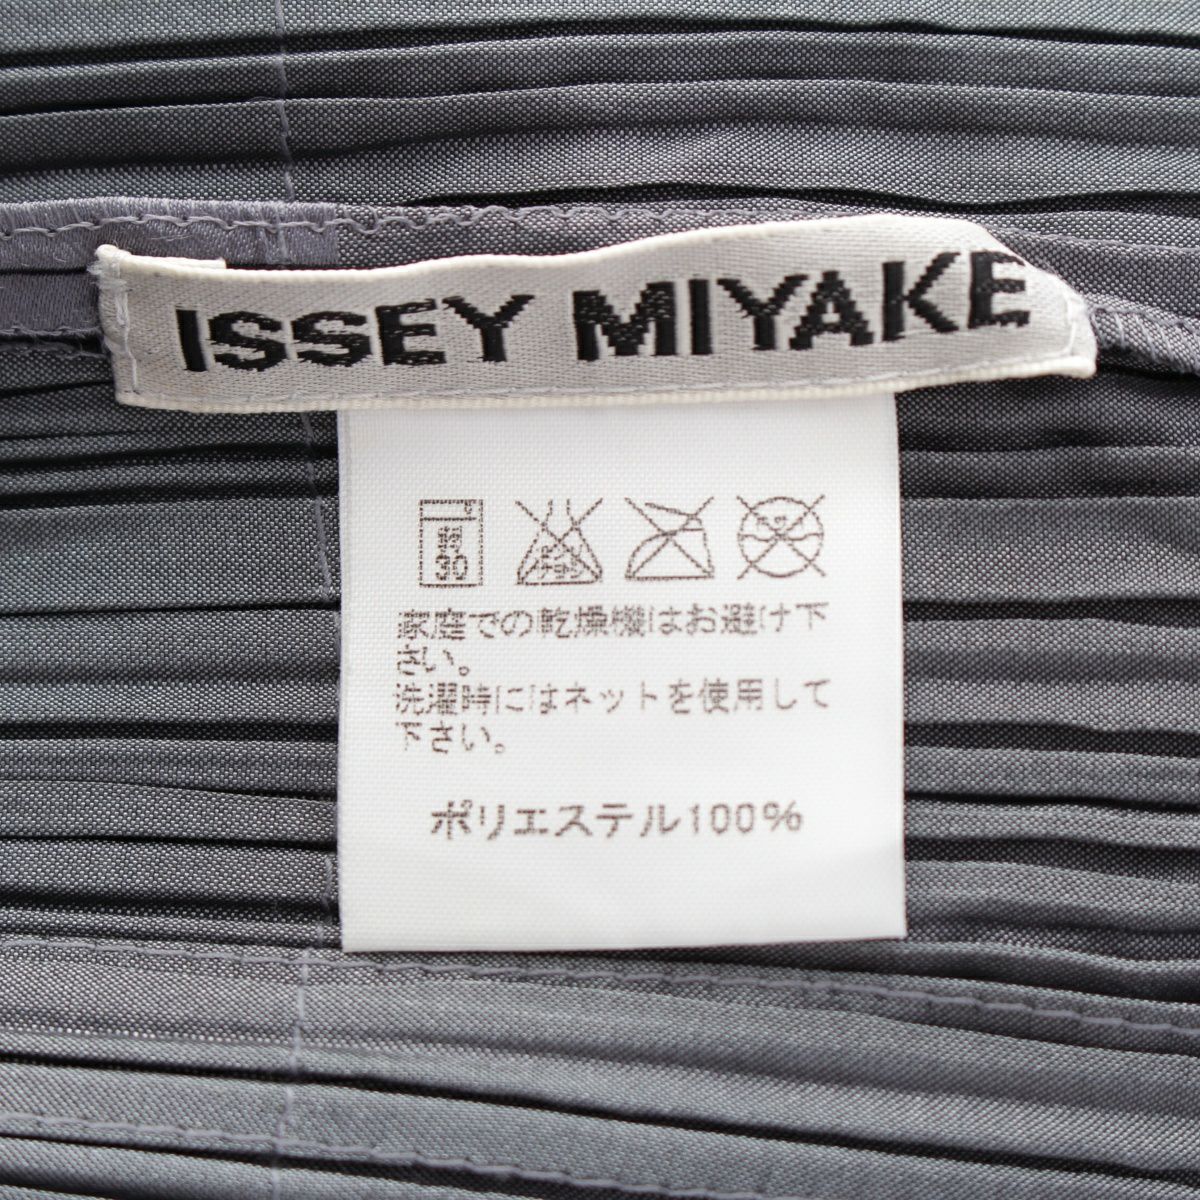 ISSEY MIYAKE
弱
30
家庭での乾燥機はお避け下
さい。
洗濯時にはネットを使用して
下さい。
ポリエステル100%